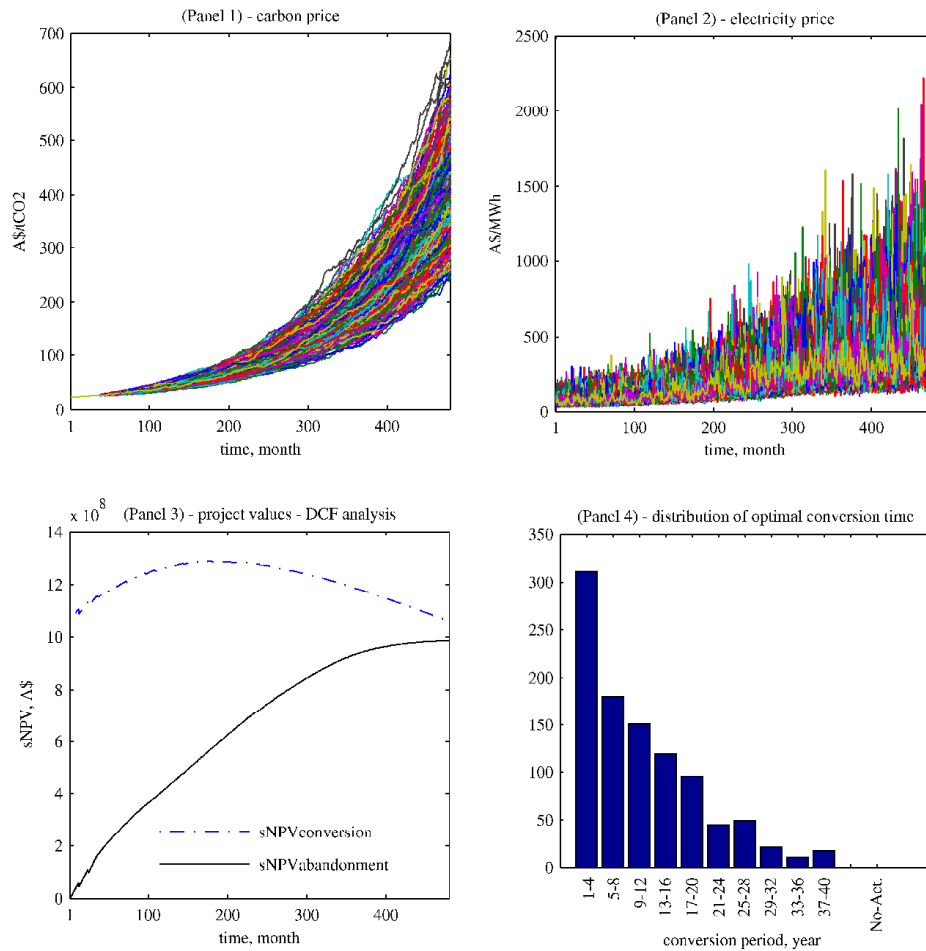 (Panel 1) - carbon price
700
600
500
400
300
200
100
0
A$/tCO2
1 100 200 300 400
time, month
(Panel 2) - electricity price
2500
2000
1500
1000
500
0
A$/MWh
1 100 200 300 400
time, month
x 10^8
(Panel 3) - project values - DCF analysis
14
12
10
8
6
4
2
0
sNPV, A$
sNPVconversion
sNPVabandonment
1 100 200 300 400
time, month
(Panel 4) - distribution of optimal conversion time
350
300
250
200
150
100
50
0
1-4 5-8 9-12 13-16 17-20 21-24 25-28 29-32 33-36 37-40 No-Act.
conversion period, year